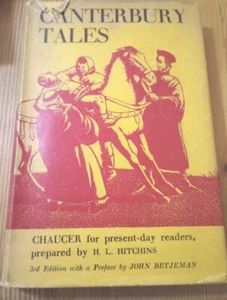 CANTERBURY
TALES
CHAUCER for present-day readers,
prepared by H. L. HITCHINS
3rd Edition with a Preface by JOHN BETJEMAN